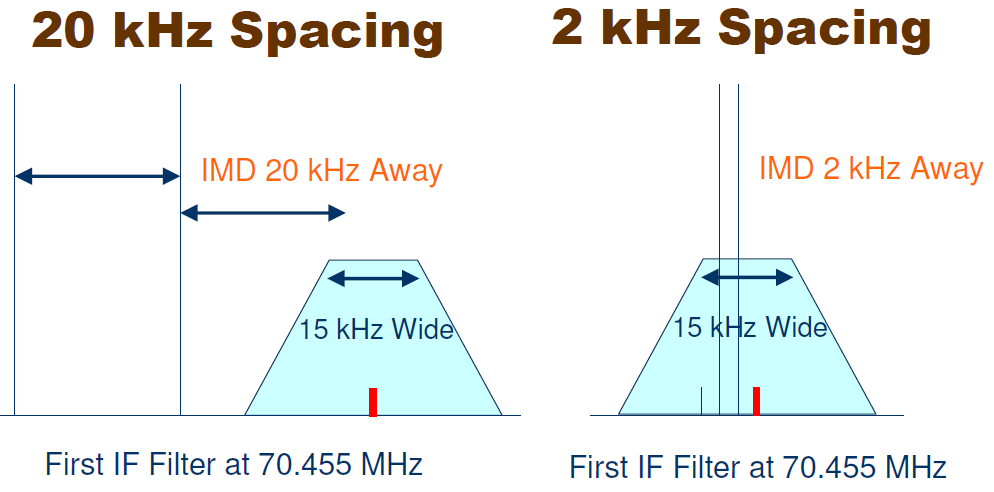 20 kHz Spacing
IMD 20 kHz Away
15 kHz Wide
First IF Filter at 70.455 MHz
2 kHz Spacing
IMD 2 kHz Away
15 kHz Wide
First IF Filter at 70.455 MHz